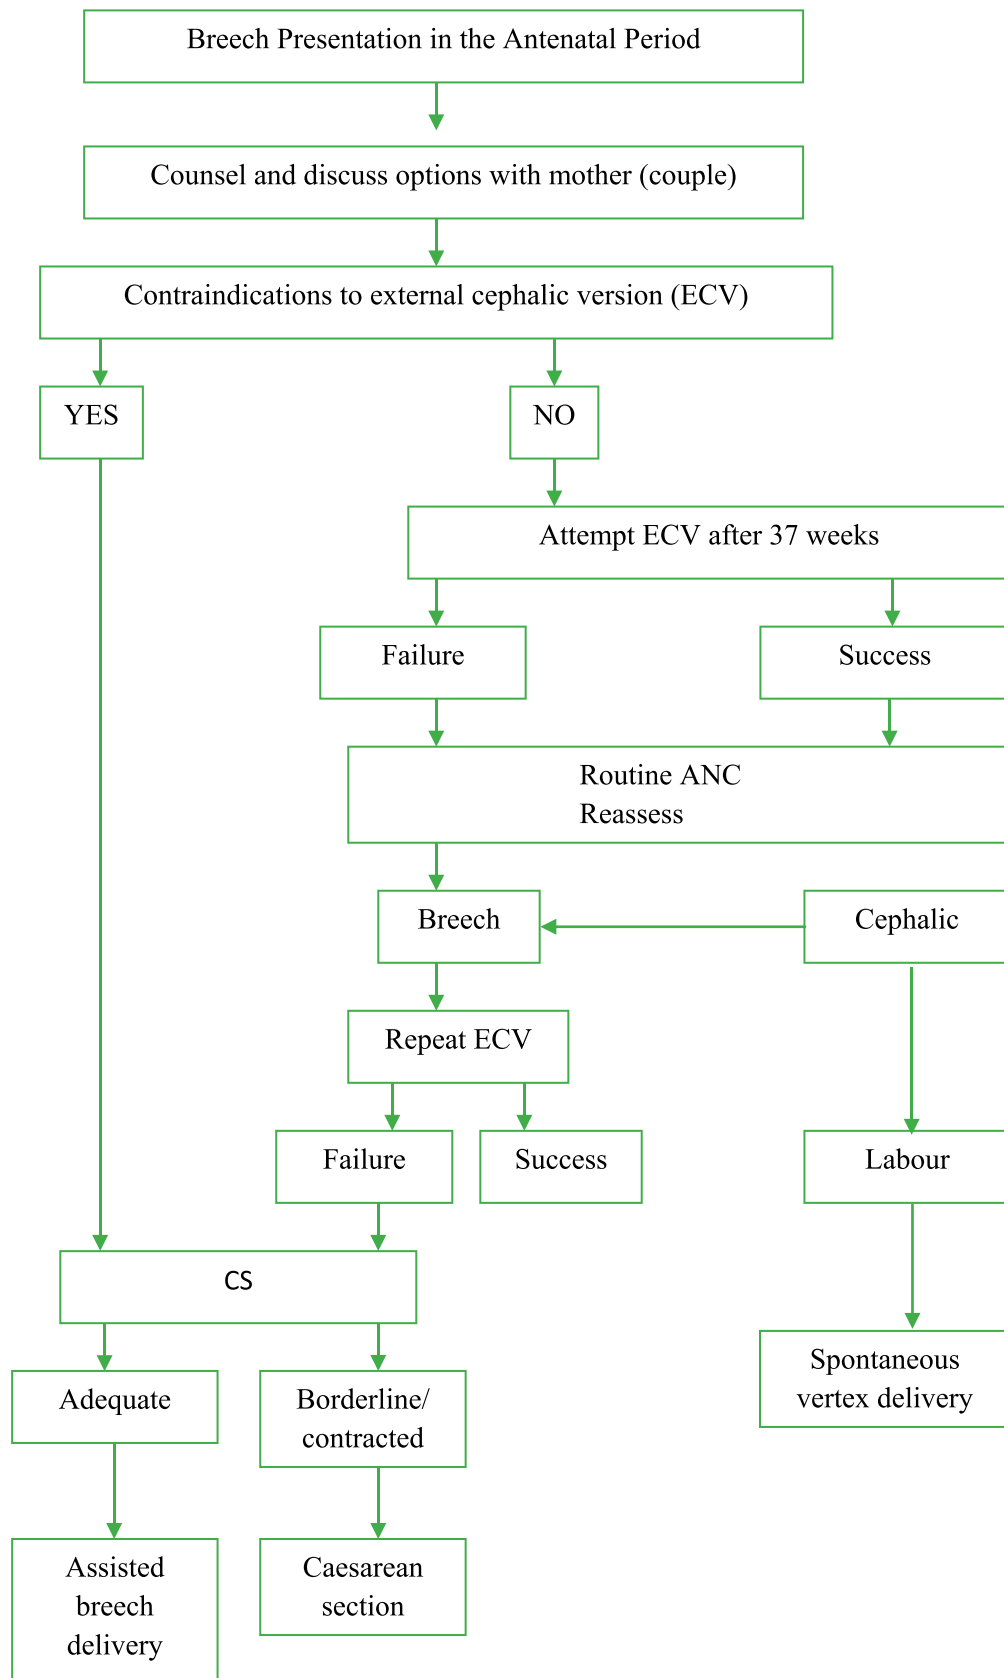 Breech Presentation in the Antenatal Period
Counsel and discuss options with mother (couple)
Contraindications to external cephalic version (ECV)
YES
NO
Attempt ECV after 37 weeks
Failure
Success
Routine ANC
Reassess
Breech
Cephalic
Repeat ECV
Failure
Success
Labour
CS
Adequate
Borderline/
contracted
Spontaneous
vertex delivery
Assisted
breech
delivery
Caesarean
section